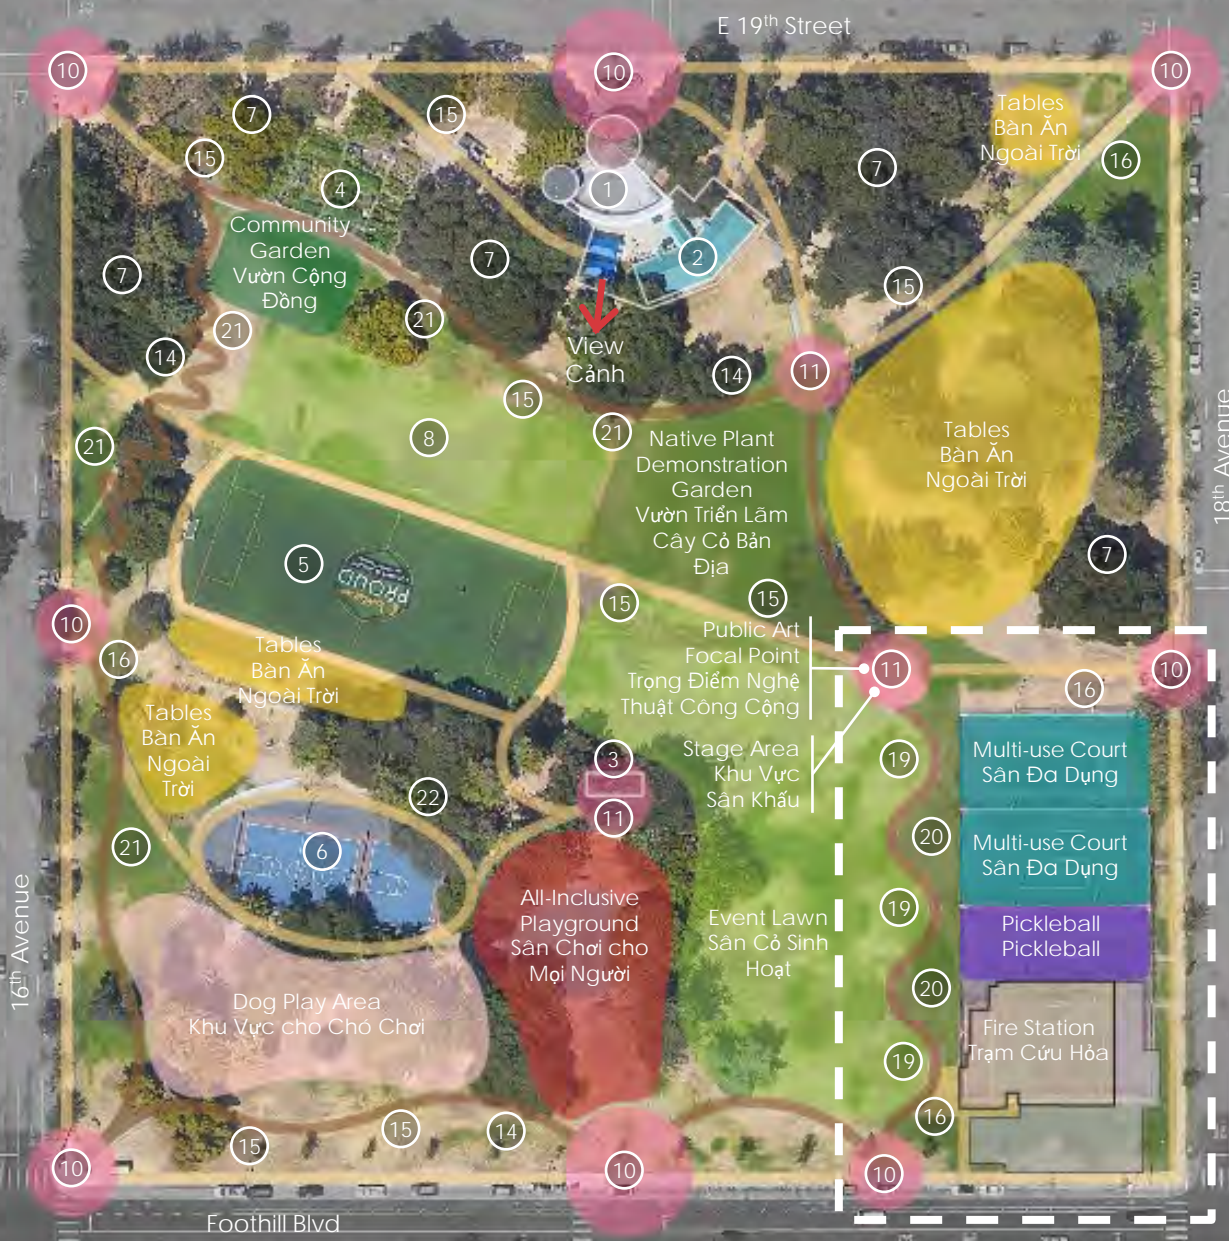 E 19th Street
10
10
10
7
15
Tables
Bàn Ăn
Ngoài Trời
15
7
16
4
1
Community
Garden
Vườn Cộng
Đồng
7
7
2
15
21
21
14
View
Cảnh
14
11
15
18th Avenue
21
8
21
Native Plant
Demonstration
Garden
Vườn Triển Lãm
Cây Cỏ Bản
Địa
Tables
Bàn Ăn
Ngoài Trời
7
5
PROUD
15
15
10
16
Tables
Bàn Ăn
Ngoài Trời
Public Art
Focal Point
Trọng Điểm Nghệ
Thuật Công Cộng
11
10
16
Tables
Bàn Ăn
Ngoài
Trời
Stage Area
Khu Vực
Sân Khấu
3
11
22
19
Multi-use Court
Sân Đa Dụng
21
6
20
Multi-use Court
Sân Đa Dụng
16th Avenue
All-Inclusive
Playground
Sân Chơi cho
Mọi Người
Event Lawn
Sân Cỏ Sinh
Hoạt
19
Pickleball
Pickleball
Dog Play Area
Khu Vực cho Chó Chơi
20
Fire Station
Trạm Cứu Hỏa
19
15
15
14
16
10
10
10
Foothill Blvd